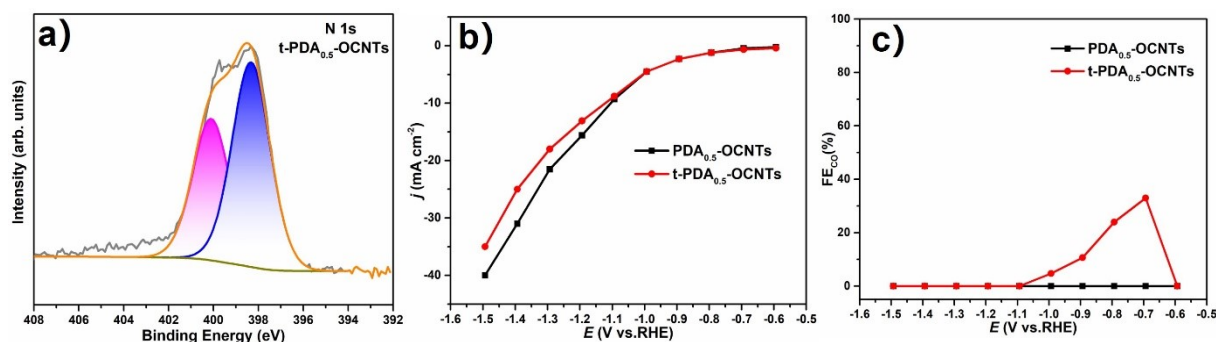 a)
N 1s
t-PDA0.5-OCNTs
Intensity (arb. units)
408 406 404 402 400 398 396 394 392
Binding Energy (eV)
b)
0
-10
-20
-30
-40
j (mA cm-2)
PDA0.5-OCNTs
t-PDA0.5-OCNTs
-1.6 -1.5 -1.4 -1.3 -1.2 -1.1 -1.0 -0.9 -0.8 -0.7 -0.6 -0.5
E (V vs.RHE)
c)
100
80
60
40
20
0
FECO(%)
PDA0.5-OCNTs
t-PDA0.5-OCNTs
-1.6 -1.5 -1.4 -1.3 -1.2 -1.1 -1.0 -0.9 -0.8 -0.7 -0.6 -0.5
E (V vs.RHE)